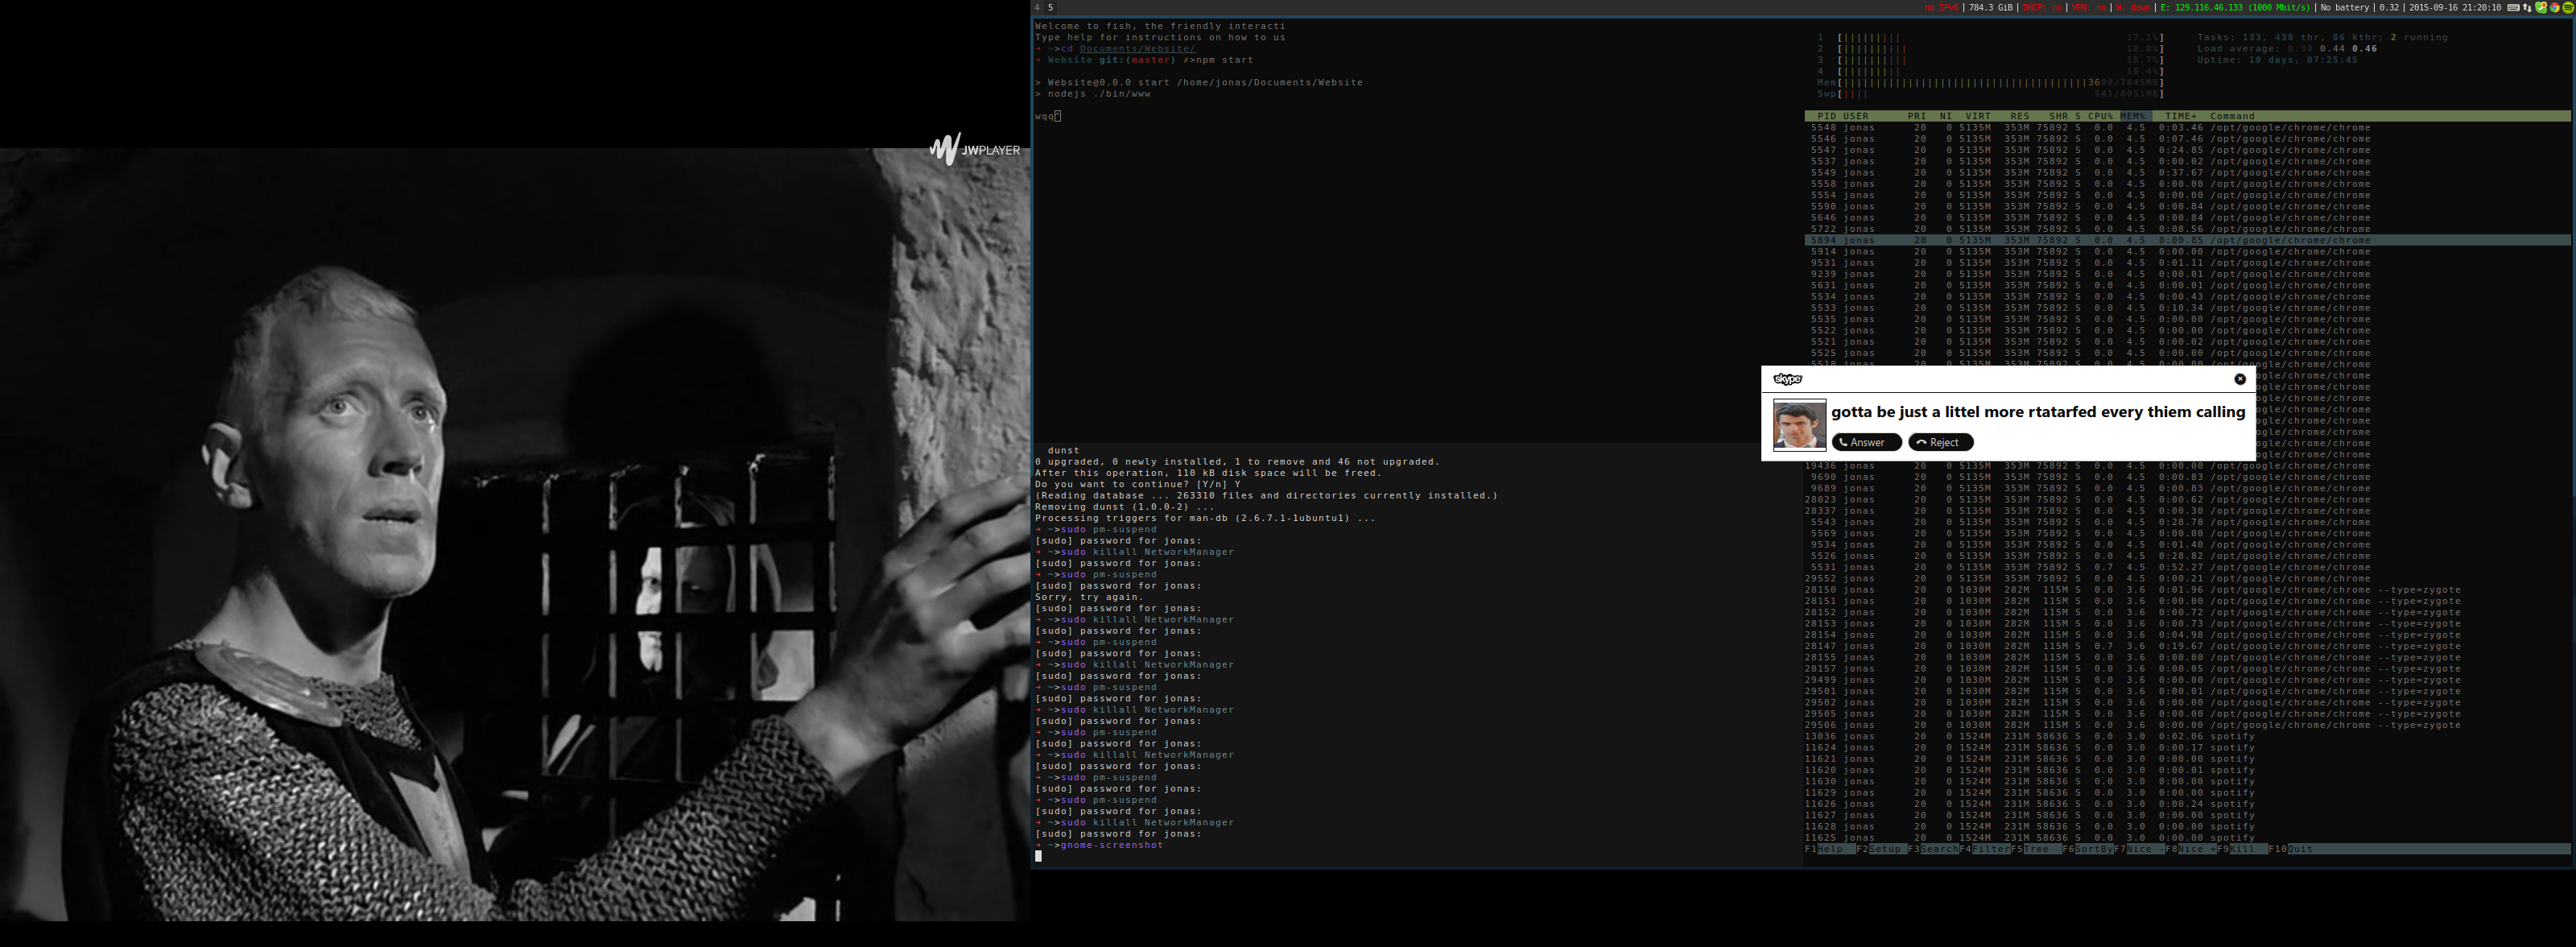 4 5
no IPv6 | 784.3 GiB | DHCP: no | VPN: no | W: down | E: 129.116.46.133 (1000 Mbit/s) | No battery | 0.32 | 2015-09-16 21:20:10
JWPLAYER
Welcome to fish, the friendly interacti
Type help for instructions on how to us
➜ ~>cd Documents/Website/
➜ Website git:(master) ✗>npm start
> Website@0.0.0 start /home/jonas/Documents/Website
> nodejs ./bin/www
wqq^
dunst
0 upgraded, 0 newly installed, 1 to remove and 46 not upgraded.
After this operation, 110 kB disk space will be freed.
Do you want to continue? [Y/n] Y
(Reading database ... 263310 files and directories currently installed.)
Removing dunst (1.0.0-2) ...
Processing triggers for man-db (2.6.7.1-1ubuntu1) ...
➜ ~>sudo pm-suspend
[sudo] password for jonas:
➜ ~>sudo killall NetworkManager
[sudo] password for jonas:
➜ ~>sudo pm-suspend
[sudo] password for jonas:
Sorry, try again.
[sudo] password for jonas:
➜ ~>sudo killall NetworkManager
[sudo] password for jonas:
➜ ~>sudo pm-suspend
[sudo] password for jonas:
➜ ~>sudo killall NetworkManager
[sudo] password for jonas:
➜ ~>sudo pm-suspend
[sudo] password for jonas:
➜ ~>sudo killall NetworkManager
[sudo] password for jonas:
➜ ~>sudo pm-suspend
[sudo] password for jonas:
➜ ~>sudo killall NetworkManager
[sudo] password for jonas:
➜ ~>sudo pm-suspend
[sudo] password for jonas:
➜ ~>sudo pm-suspend
[sudo] password for jonas:
➜ ~>sudo killall NetworkManager
[sudo] password for jonas:
➜ ~>gnome-screenshot
1 [ 17.1%] Tasks: 133, 438 thr, 86 kthr; 2 running
2 [ 18.0%] Load average: 0.30 0.44 0.46
3 [ 18.7%] Uptime: 10 days, 07:25:45
4 [ 16.4%]
Mem[ /7845MB]
Swp[ 541/8051MB]
PID USER PRI NI VIRT RES SHR S CPU% MEM% TIME+ Command
5548 jonas 20 0 5135M 353M 75892 S 0.0 4.5 0:03.46 /opt/google/chrome/chrome
5546 jonas 20 0 5135M 353M 75892 S 0.0 4.5 0:07.46 /opt/google/chrome/chrome
5547 jonas 20 0 5135M 353M 75892 S 0.0 4.5 0:24.85 /opt/google/chrome/chrome
5537 jonas 20 0 5135M 353M 75892 S 0.0 4.5 0:00.02 /opt/google/chrome/chrome
5549 jonas 20 0 5135M 353M 75892 S 0.0 4.5 0:37.67 /opt/google/chrome/chrome
5558 jonas 20 0 5135M 353M 75892 S 0.0 4.5 0:00.00 /opt/google/chrome/chrome
5554 jonas 20 0 5135M 353M 75892 S 0.0 4.5 0:00.00 /opt/google/chrome/chrome
5590 jonas 20 0 5135M 353M 75892 S 0.0 4.5 0:00.84 /opt/google/chrome/chrome
5646 jonas 20 0 5135M 353M 75892 S 0.0 4.5 0:00.84 /opt/google/chrome/chrome
5722 jonas 20 0 5135M 353M 75892 S 0.0 4.5 0:08.56 /opt/google/chrome/chrome
5894 jonas 20 0 5135M 353M 75892 S 0.0 4.5 0:00.85 /opt/google/chrome/chrome
5914 jonas 20 0 5135M 353M 75892 S 0.0 4.5 0:00.00 /opt/google/chrome/chrome
9531 jonas 20 0 5135M 353M 75892 S 0.0 4.5 0:01.11 /opt/google/chrome/chrome
9239 jonas 20 0 5135M 353M 75892 S 0.0 4.5 0:00.01 /opt/google/chrome/chrome
5631 jonas 20 0 5135M 353M 75892 S 0.0 4.5 0:00.01 /opt/google/chrome/chrome
5534 jonas 20 0 5135M 353M 75892 S 0.0 4.5 0:00.43 /opt/google/chrome/chrome
5533 jonas 20 0 5135M 353M 75892 S 0.0 4.5 0:10.34 /opt/google/chrome/chrome
5535 jonas 20 0 5135M 353M 75892 S 0.0 4.5 0:00.00 /opt/google/chrome/chrome
5522 jonas 20 0 5135M 353M 75892 S 0.0 4.5 0:00.00 /opt/google/chrome/chrome
5521 jonas 20 0 5135M 353M 75892 S 0.0 4.5 0:00.02 /opt/google/chrome/chrome
5525 jonas 20 0 5135M 353M 75892 S 0.0 4.5 0:00.00 /opt/google/chrome/chrome
skype
gotta be just a littel more rtatarfed every thiem calling
Answer Reject
19436 jonas 20 0 5135M 353M 75892 S 0.0 4.5 0:00.00 /opt/google/chrome/chrome
9690 jonas 20 0 5135M 353M 75892 S 0.0 4.5 0:00.83 /opt/google/chrome/chrome
9689 jonas 20 0 5135M 353M 75892 S 0.0 4.5 0:00.83 /opt/google/chrome/chrome
28023 jonas 20 0 5135M 353M 75892 S 0.0 4.5 0:00.62 /opt/google/chrome/chrome
28337 jonas 20 0 5135M 353M 75892 S 0.0 4.5 0:00.30 /opt/google/chrome/chrome
5543 jonas 20 0 5135M 353M 75892 S 0.0 4.5 0:28.78 /opt/google/chrome/chrome
5569 jonas 20 0 5135M 353M 75892 S 0.0 4.5 0:00.00 /opt/google/chrome/chrome
9534 jonas 20 0 5135M 353M 75892 S 0.0 4.5 0:01.40 /opt/google/chrome/chrome
5526 jonas 20 0 5135M 353M 75892 S 0.0 4.5 0:28.82 /opt/google/chrome/chrome
5531 jonas 20 0 5135M 353M 75892 S 0.7 4.5 0:52.27 /opt/google/chrome/chrome
29552 jonas 20 0 5135M 353M 75892 S 0.0 4.5 0:00.21 /opt/google/chrome/chrome
28150 jonas 20 0 1030M 282M 115M S 0.0 3.6 0:01.96 /opt/google/chrome/chrome --type=zygote
28151 jonas 20 0 1030M 282M 115M S 0.0 3.6 0:00.00 /opt/google/chrome/chrome --type=zygote
28152 jonas 20 0 1030M 282M 115M S 0.0 3.6 0:00.72 /opt/google/chrome/chrome --type=zygote
28153 jonas 20 0 1030M 282M 115M S 0.0 3.6 0:00.73 /opt/google/chrome/chrome --type=zygote
28154 jonas 20 0 1030M 282M 115M S 0.0 3.6 0:04.98 /opt/google/chrome/chrome --type=zygote
28147 jonas 20 0 1030M 282M 115M S 0.7 3.6 0:19.67 /opt/google/chrome/chrome --type=zygote
28155 jonas 20 0 1030M 282M 115M S 0.0 3.6 0:00.00 /opt/google/chrome/chrome --type=zygote
28157 jonas 20 0 1030M 282M 115M S 0.0 3.6 0:00.05 /opt/google/chrome/chrome --type=zygote
29499 jonas 20 0 1030M 282M 115M S 0.0 3.6 0:00.00 /opt/google/chrome/chrome --type=zygote
29501 jonas 20 0 1030M 282M 115M S 0.0 3.6 0:00.01 /opt/google/chrome/chrome --type=zygote
29502 jonas 20 0 1030M 282M 115M S 0.0 3.6 0:00.00 /opt/google/chrome/chrome --type=zygote
29505 jonas 20 0 1030M 282M 115M S 0.0 3.6 0:00.00 /opt/google/chrome/chrome --type=zygote
29506 jonas 20 0 1030M 282M 115M S 0.0 3.6 0:00.00 /opt/google/chrome/chrome --type=zygote
13036 jonas 20 0 1524M 231M 58636 S 0.0 3.0 0:02.06 spotify
11624 jonas 20 0 1524M 231M 58636 S 0.0 3.0 0:00.17 spotify
11621 jonas 20 0 1524M 231M 58636 S 0.0 3.0 0:00.00 spotify
11620 jonas 20 0 1524M 231M 58636 S 0.0 3.0 0:00.01 spotify
11630 jonas 20 0 1524M 231M 58636 S 0.0 3.0 0:00.00 spotify
11629 jonas 20 0 1524M 231M 58636 S 0.0 3.0 0:00.00 spotify
11626 jonas 20 0 1524M 231M 58636 S 0.0 3.0 0:00.24 spotify
11627 jonas 20 0 1524M 231M 58636 S 0.0 3.0 0:00.00 spotify
11628 jonas 20 0 1524M 231M 58636 S 0.0 3.0 0:00.00 spotify
11625 jonas 20 0 1524M 231M 58636 S 0.0 3.0 0:00.00 spotify
F1Help F2Setup F3SearchF4FilterF5Tree F6SortByF7Nice -F8Nice +F9Kill F10Quit